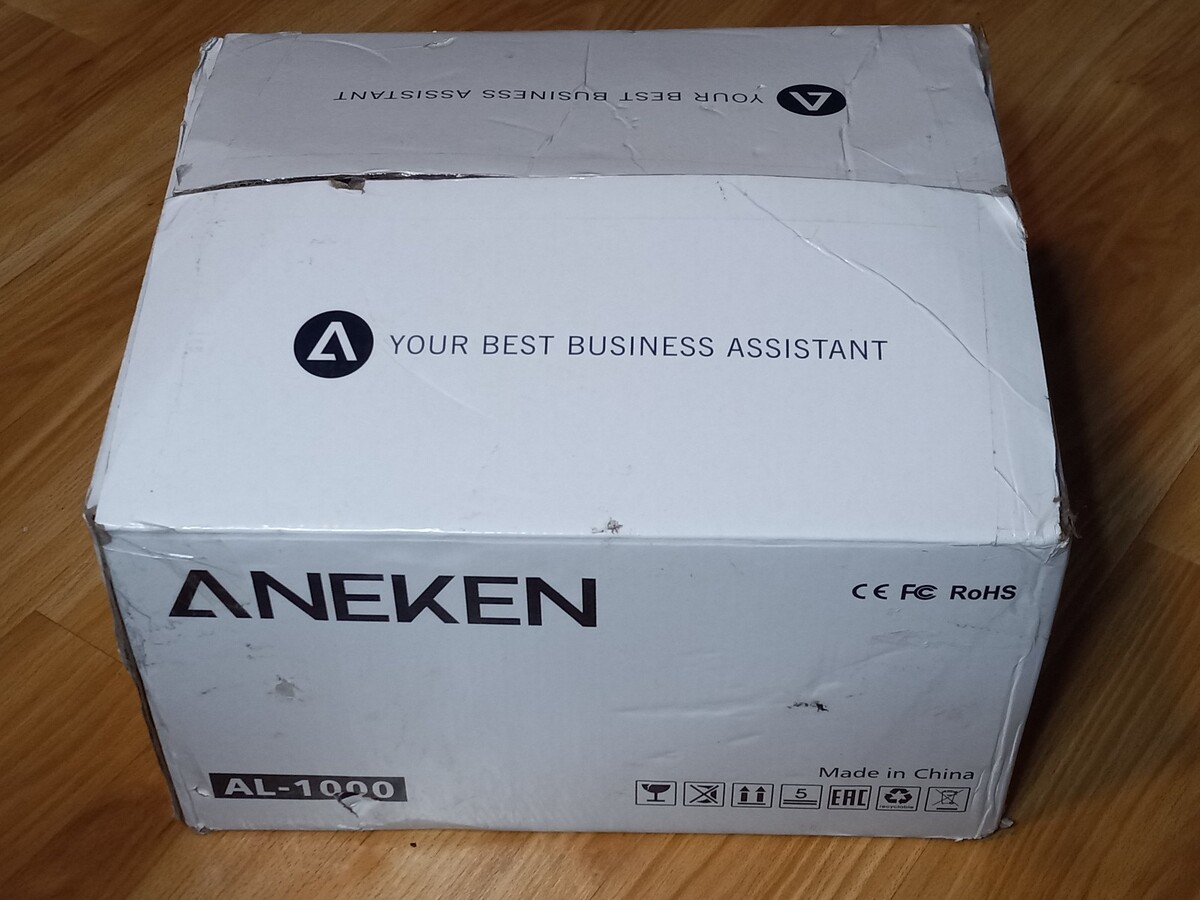 YOUR BEST BUSINESS ASSISTANT
YOUR BEST BUSINESS ASSISTANT
ANEKEN
CE FC RoHS
AL-1000
Made in China
5
EAC